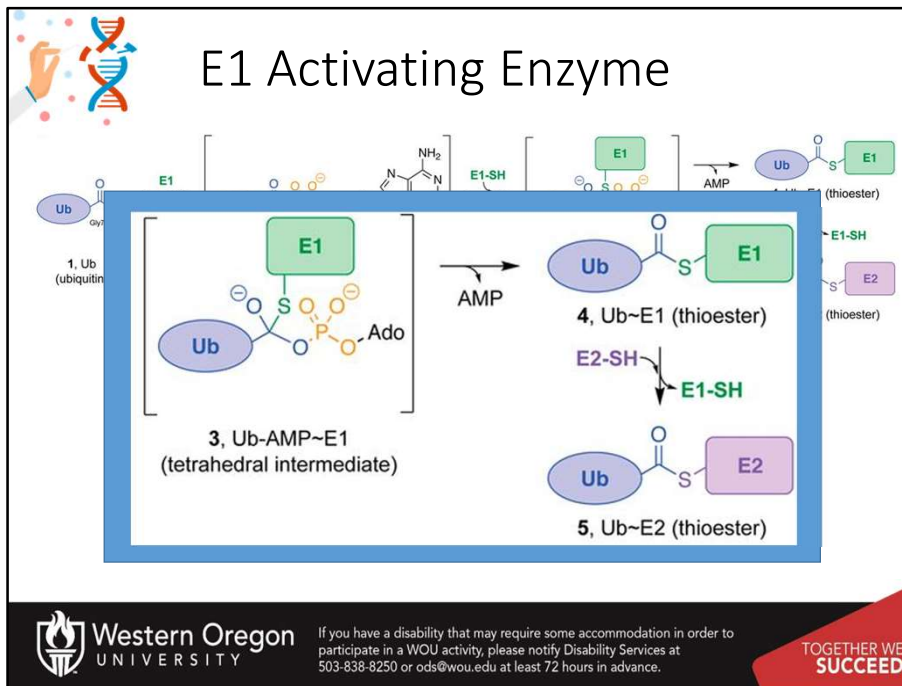 E1 Activating Enzyme
NH₂
N
N
O
O
O
⊖
E1
E1-SH
E1
⊖
O
S
O
O
⊖
AMP
O
Ub
S
E1
(thioester)
Ub
O
Gly7
1, Ub
E1-SH
S
E2
(thioester)
E1
⊖
O
S
O
O
⊖
P
Ub
O
O
Ado
3, Ub-AMP~E1
(tetrahedral intermediate)
AMP
O
Ub
S
E1
4, Ub~E1 (thioester)
E2-SH
E1-SH
O
Ub
S
E2
5, Ub~E2 (thioester)
Western Oregon
UNIVERSITY
If you have a disability that may require some accommodation in order to
participate in a WOU activity, please notify Disability Services at
503-838-8250 or ods@wou.edu at least 72 hours in advance.
TOGETHER WE
SUCCEED